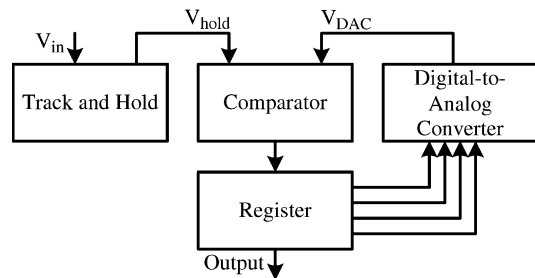 V_in
V_hold
V_DAC
Track and Hold
Comparator
Digital-to-
Analog
Converter
Register
Output